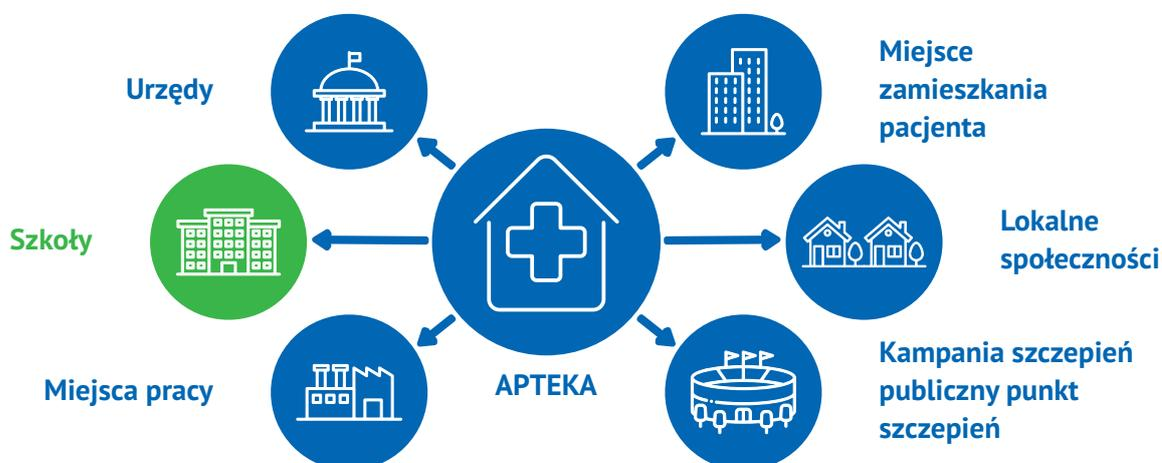 Urzędy
Miejsce
zamieszkania
pacjenta
Szkoły
Lokalne
społeczności
Miejsca pracy
APTEKA
Kampania szczepień
publiczny punkt
szczepień